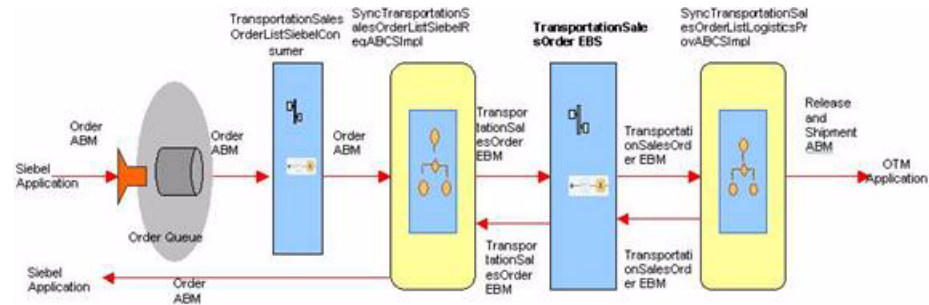 TransportationSales
OrderListSiebelCon
sumer
SyncTransportationS
alesOrderListSiebelR
eqABCSImpl
TransportationSale
sOrder EBS
SyncTransportationSal
esOrderListLogisticsPr
ovABCSImpl
Order
ABM
Siebel
Application
Order
ABM
Order Queue
Order
ABM
Transpor
tationSal
esOrder
EBM
Transportati
onSalesOrd
er EBM
Release
and
Shipment
ABM
OTM
Application
Transpor
tationSal
esOrder
EBM
Transportati
onSalesOrd
er EBM
Siebel
Application
Order
ABM